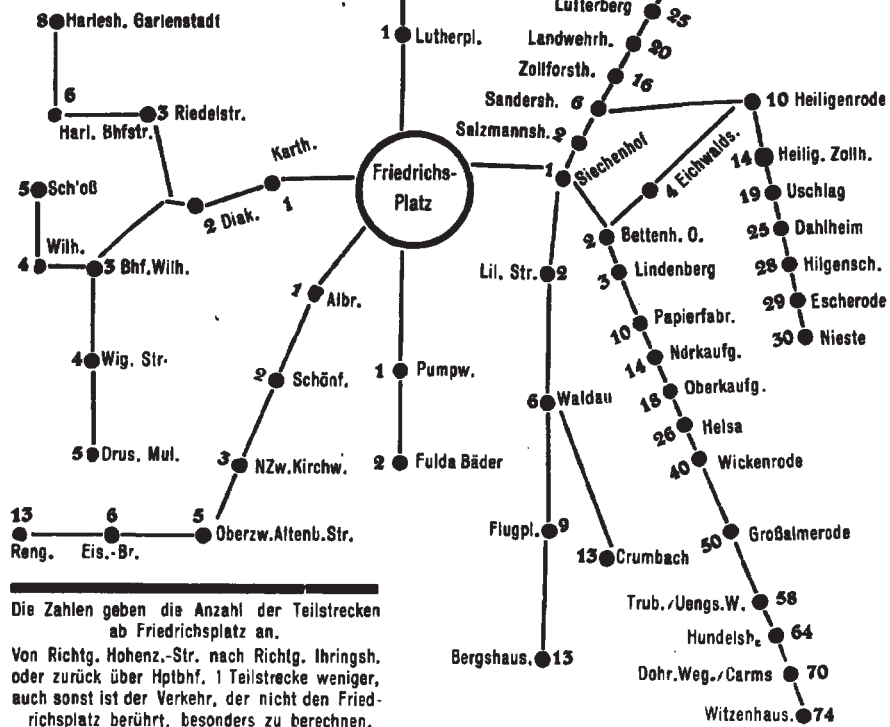 Lutterberg 25
Landwehrh. 20
Zollforsth. 16
Sandersh. 6
Salzmannsh. 2
1 Siechenhof
8 Harlesh. Gartenstadt
6 Harl. Bhfstr.
3 Riedelstr.
1 Lutherpl.
10 Heiligenrode
14 Heilig. Zollh.
19 Uschlag
25 Dahlheim
28 Hilgensch.
29 Escherode
30 Nieste
4 Eichwalds.
Karth. 1
2 Diak.
Friedrichs-
Platz
5 Sch'oß
Wilh. 4
3 Bhf.Wilh.
4 Wig. Str.
5 Drus. Mul.
1 Albr.
2 Schönf.
3 NZw.Kirchw.
5 Oberzw.Altenb.Str.
6 Eis.-Br.
13 Reng.
1 Pumpw.
2 Fulda Bäder
Lil. Str. 2
6 Waldau
Flugpl. 9
13 Crumbach
Bergshaus. 13
2 Bettenh. O.
3 Lindenberg
10 Papierfabr.
14 Ndrkaufg.
18 Oberkaufg.
26 Helsa
40 Wickenrode
50 Großalmerode
Trub./Uengs.W. 58
Hundelsh. 64
Dohr.Weg./Carms 70
Witzenhaus. 74
Die Zahlen geben die Anzahl der Teilstrecken
ab Friedrichsplatz an.
Von Richtg. Hohenz.-Str. nach Richtg. Ihringsh.
oder zurück über Hptbhf. 1 Teilstrecke weniger,
auch sonst ist der Verkehr, der nicht den Fried-
richsplatz berührt, besonders zu berechnen.